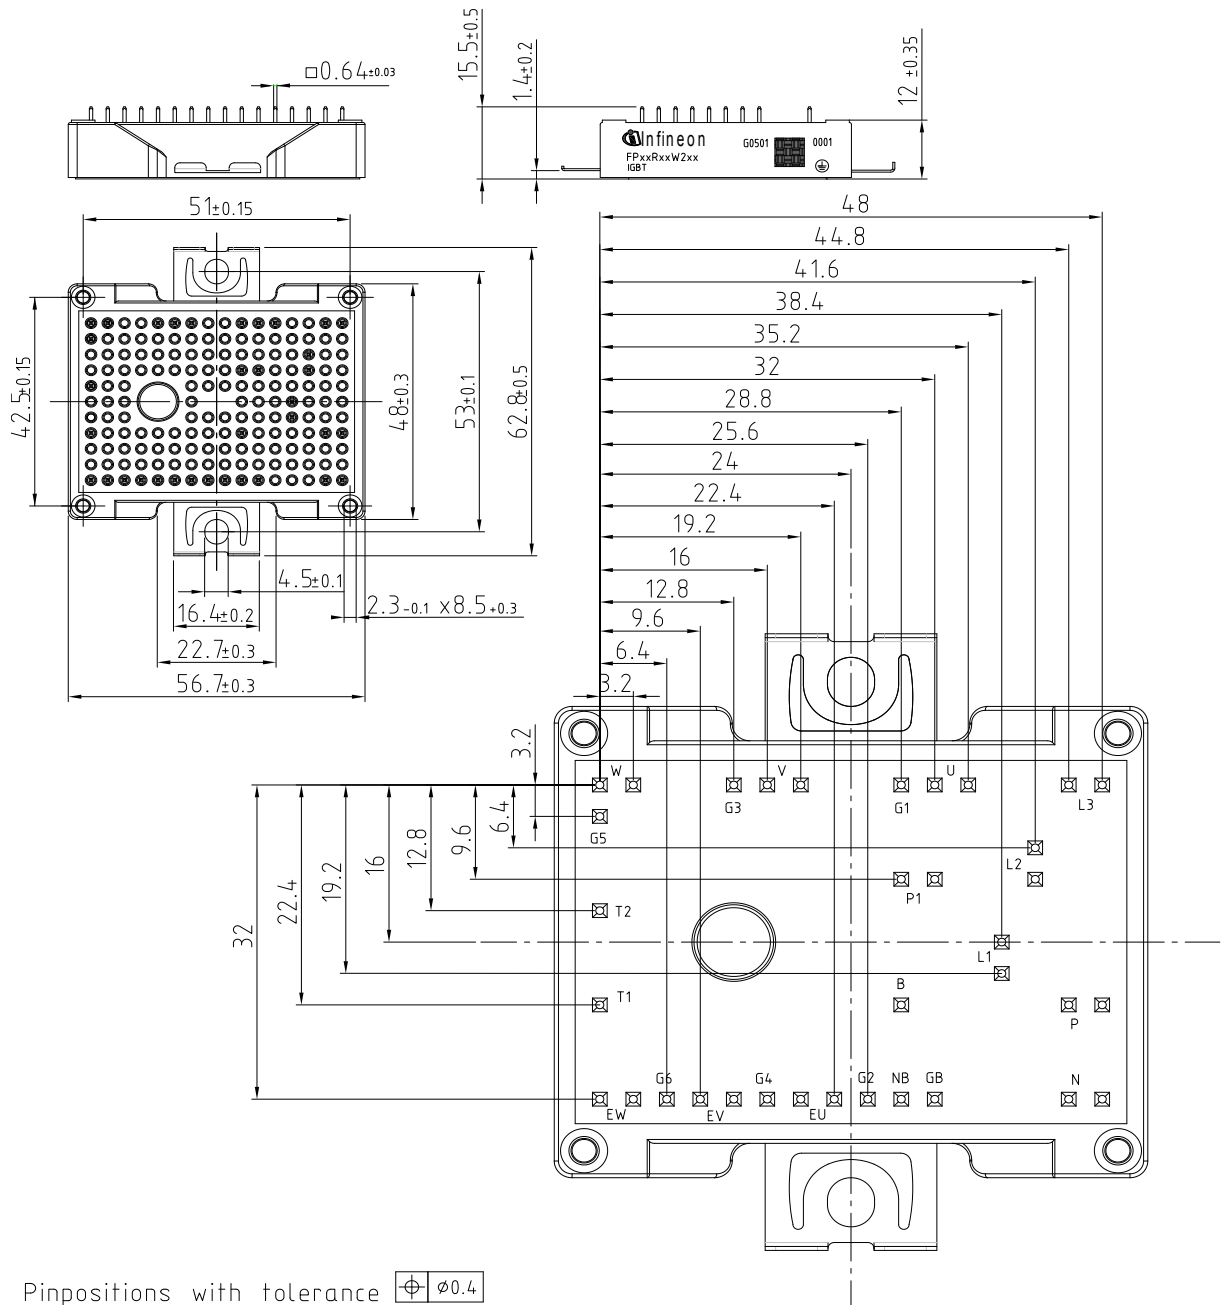 □0.64±0.03
15.5±0.5
1.4±0.2
12 ±0.35
Infineon
FPxxRxxW2xx
IGBT
G0501
0001
51±0.15
42.5±0.15
48±0.3
53±0.1
62.8±0.5
4.5±0.1
16.4±0.2
2.3-0.1 x8.5+0.3
22.7±0.3
56.7±0.3
48
44.8
41.6
38.4
35.2
32
28.8
25.6
24
22.4
19.2
16
12.8
9.6
6.4
3.2
3.2
6.4
9.6
12.8
16
19.2
22.4
32
W
V
U
G3
G1
L3
G5
L2
P1
T2
L1
T1
B
P
G6
G4
G2
NB
GB
N
EW
EV
EU
Pinpositions with tolerance ⌖ ⌀0.4